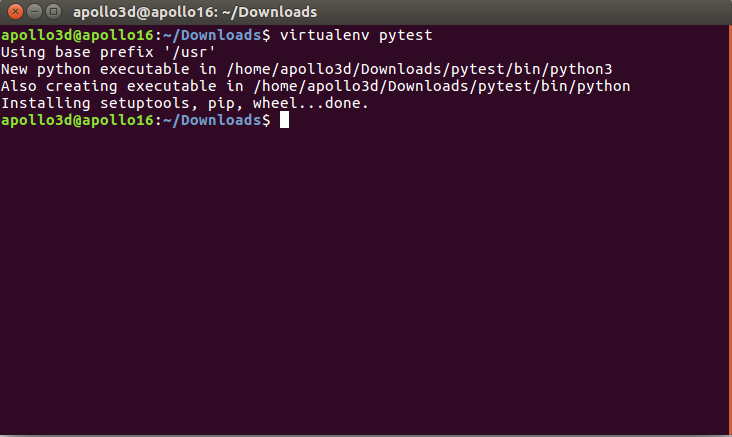 apollo3d@apollo16: ~/Downloads
apollo3d@apollo16:~/Downloads$ virtualenv pytest
Using base prefix '/usr'
New python executable in /home/apollo3d/Downloads/pytest/bin/python3
Also creating executable in /home/apollo3d/Downloads/pytest/bin/python
Installing setuptools, pip, wheel...done.
apollo3d@apollo16:~/Downloads$